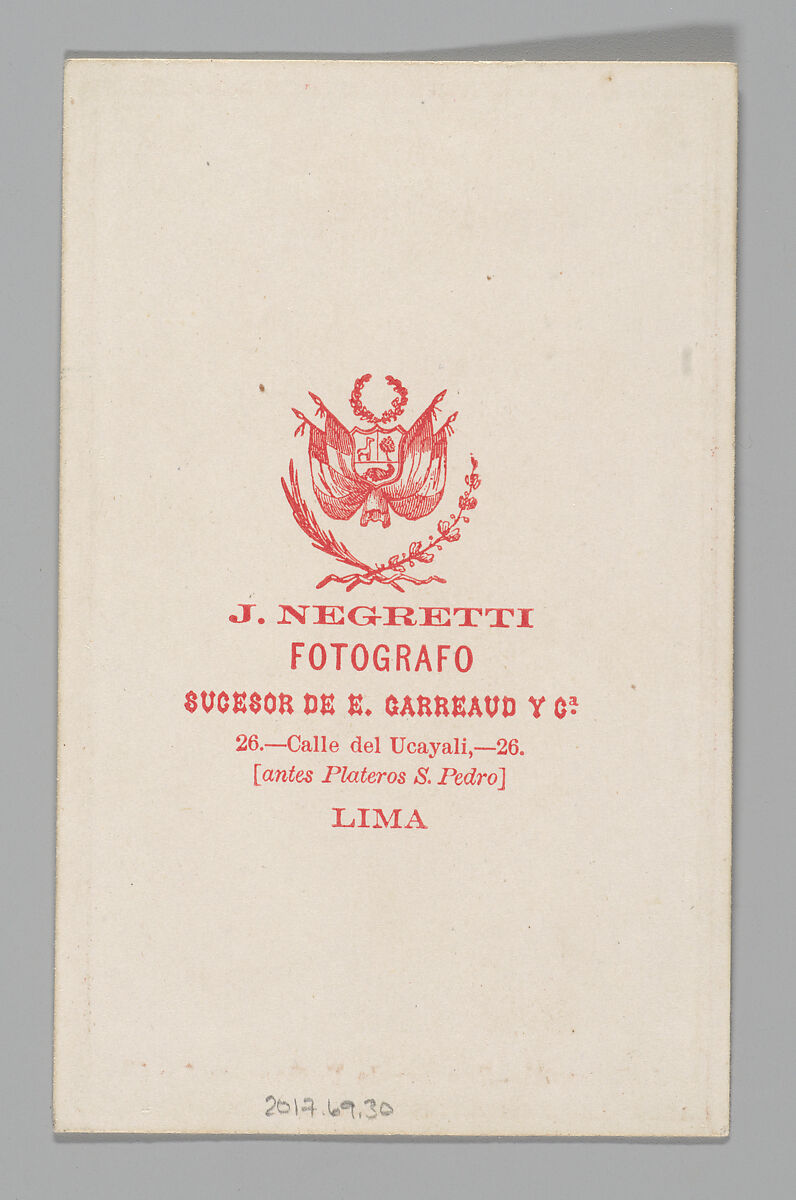 J. NEGRETTI
FOTOGRAFO
SUCESOR DE E. GARREAUD Y Cª.
26.—Calle del Ucayali,—26.
[antes Plateros S. Pedro]
LIMA
2017.69.30